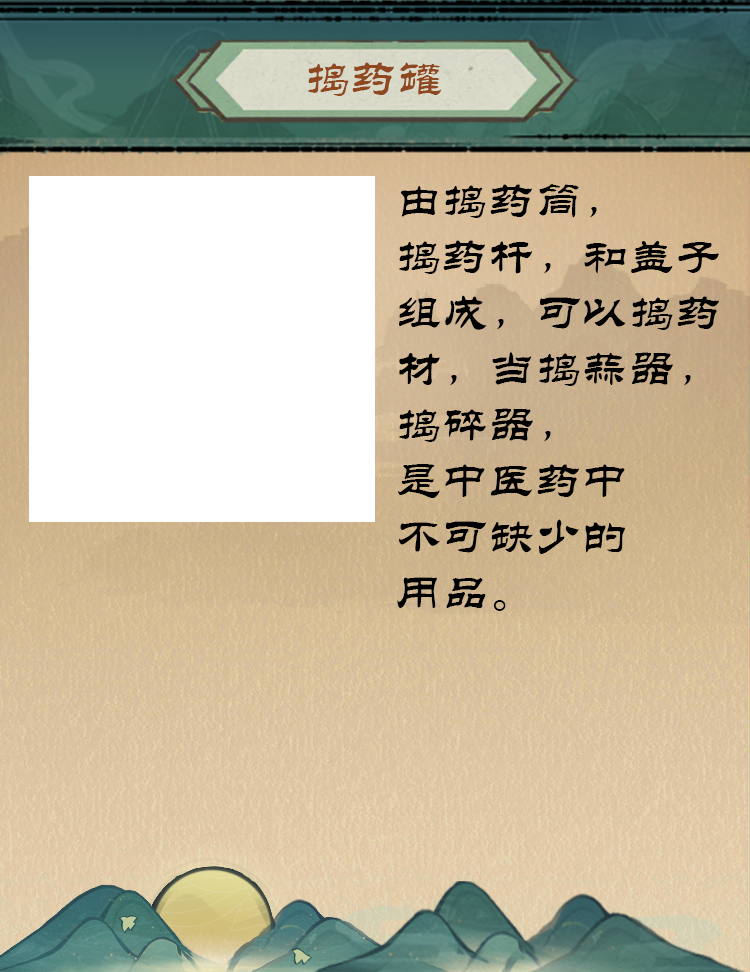 捣药罐
由捣药筒，
捣药杆，和盖子
组成，可以捣药
材，当捣蒜器，
捣碎器，
是中医药中
不可缺少的
用品。